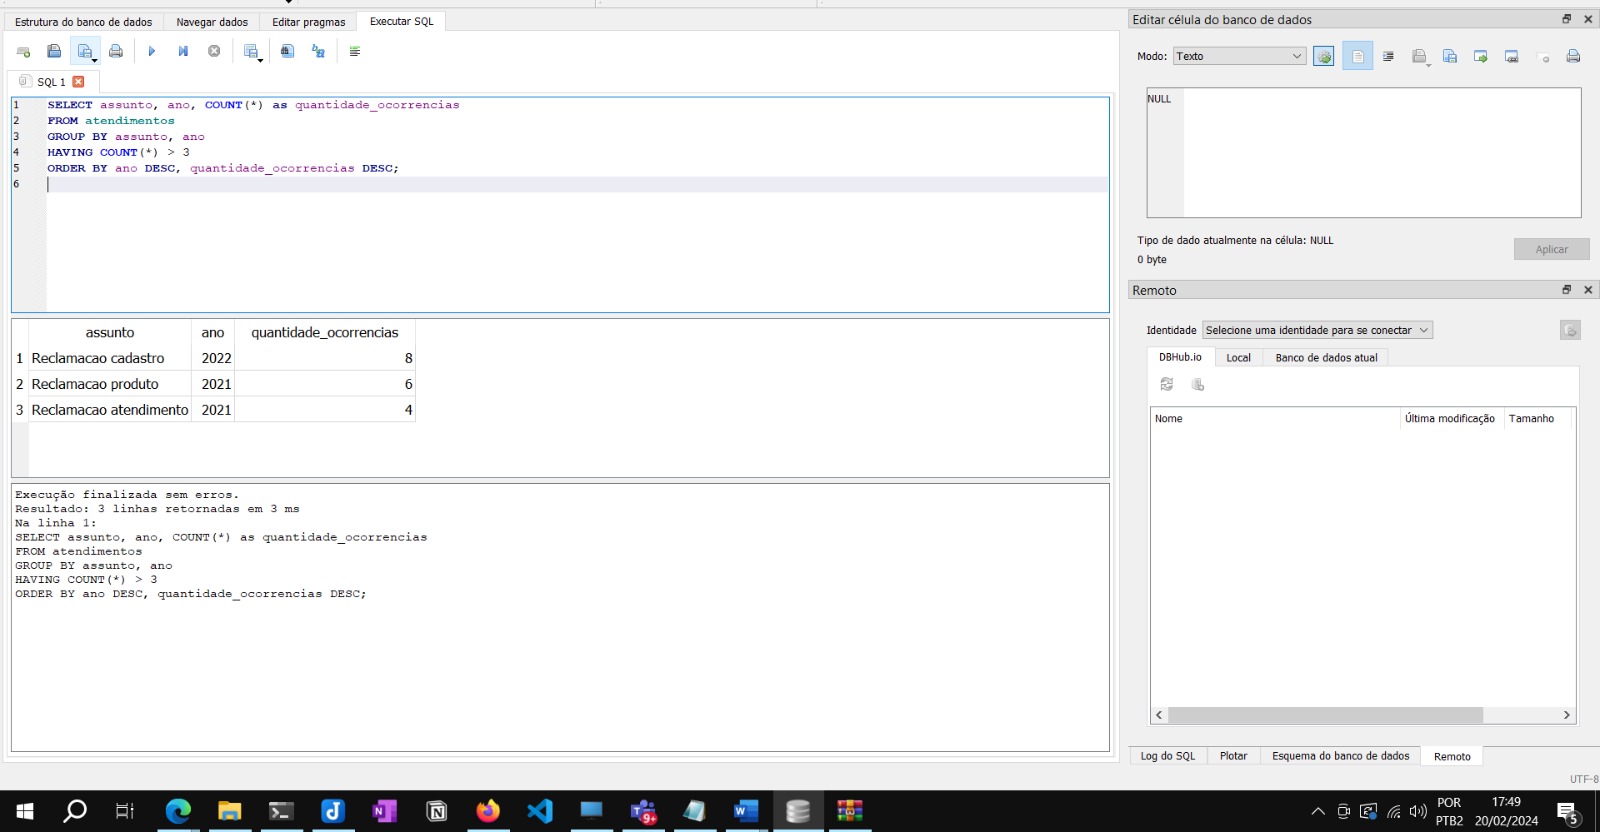 Estrutura do banco de dados Navegar dados Editar pragmas Executar SQL
SQL 1
1 SELECT assunto, ano, COUNT(*) as quantidade_ocorrencias
2 FROM atendimentos
3 GROUP BY assunto, ano
4 HAVING COUNT(*) > 3
5 ORDER BY ano DESC, quantidade_ocorrencias DESC;
6
assunto ano quantidade_ocorrencias
1 Reclamacao cadastro 2022 8
2 Reclamacao produto 2021 6
3 Reclamacao atendimento 2021 4
Execução finalizada sem erros.
Resultado: 3 linhas retornadas em 3 ms
Na linha 1:
SELECT assunto, ano, COUNT(*) as quantidade_ocorrencias
FROM atendimentos
GROUP BY assunto, ano
HAVING COUNT(*) > 3
ORDER BY ano DESC, quantidade_ocorrencias DESC;
Editar célula do banco de dados
Modo: Texto
NULL
Tipo de dado atualmente na célula: NULL
0 byte
Aplicar
Remoto
Identidade Selecione uma identidade para se conectar
DBHub.io Local Banco de dados atual
Nome Última modificação Tamanho
Log do SQL Plotar Esquema do banco de dados Remoto
UTF-8
9+
POR
PTB2
17:49
20/02/2024
5